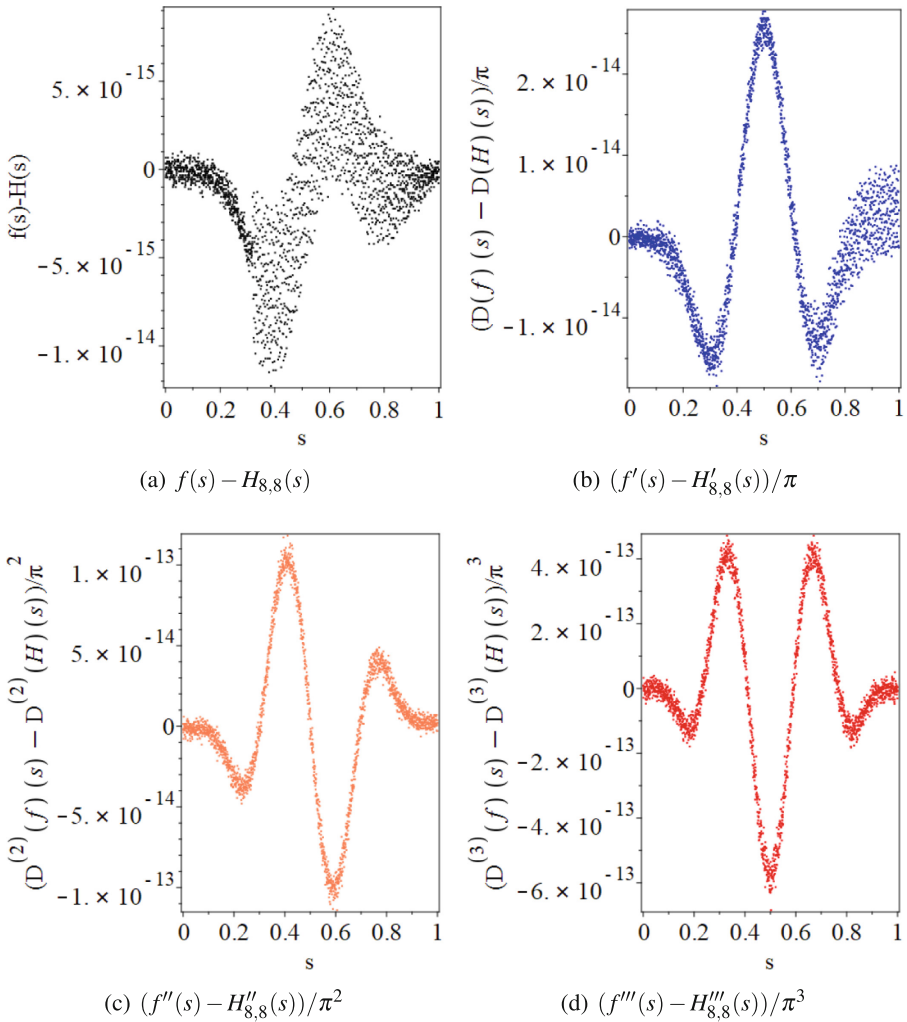 f(s)-H(s)
5. × 10^-15
0
-5. × 10^-15
-1. × 10^-14
0 0.2 0.4 0.6 0.8 1
s
(a) f(s) − H_{8,8}(s)
(D(f)(s) − D(H)(s))/π
2. × 10^-14
1. × 10^-14
0
-1. × 10^-14
0 0.2 0.4 0.6 0.8 1
s
(b) (f′(s) − H′_{8,8}(s))/π
(D^(2)(f)(s) − D^(2)(H)(s))/π^2
1. × 10^-13
5. × 10^-14
0
-5. × 10^-14
-1. × 10^-13
0 0.2 0.4 0.6 0.8 1
s
(c) (f″(s) − H″_{8,8}(s))/π^2
(D^(3)(f)(s) − D^(3)(H)(s))/π^3
4. × 10^-13
2. × 10^-13
0
-2. × 10^-13
-4. × 10^-13
-6. × 10^-13
0 0.2 0.4 0.6 0.8 1
s
(d) (f‴(s) − H‴_{8,8}(s))/π^3